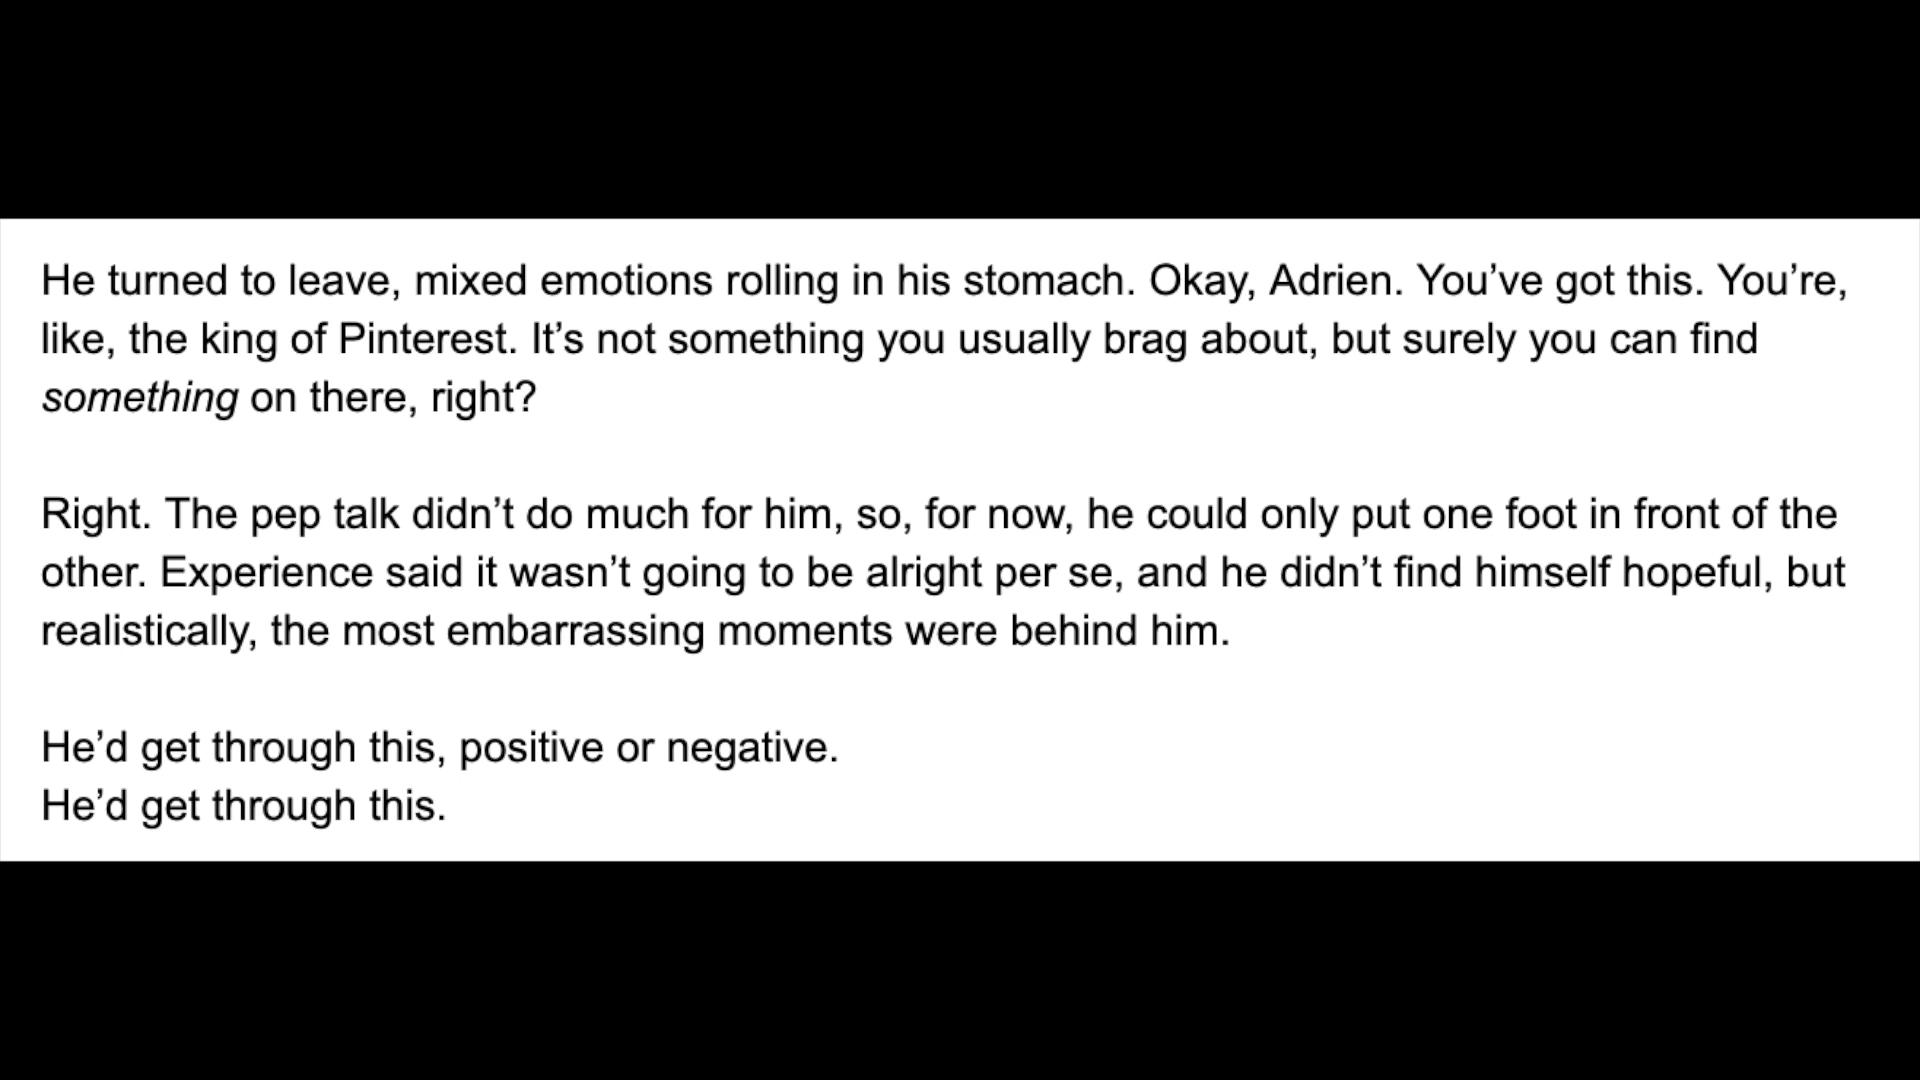 He turned to leave, mixed emotions rolling in his stomach. Okay, Adrien. You’ve got this. You’re,
like, the king of Pinterest. It’s not something you usually brag about, but surely you can find
something on there, right?
Right. The pep talk didn’t do much for him, so, for now, he could only put one foot in front of the
other. Experience said it wasn’t going to be alright per se, and he didn’t find himself hopeful, but
realistically, the most embarrassing moments were behind him.
He’d get through this, positive or negative.
He’d get through this.